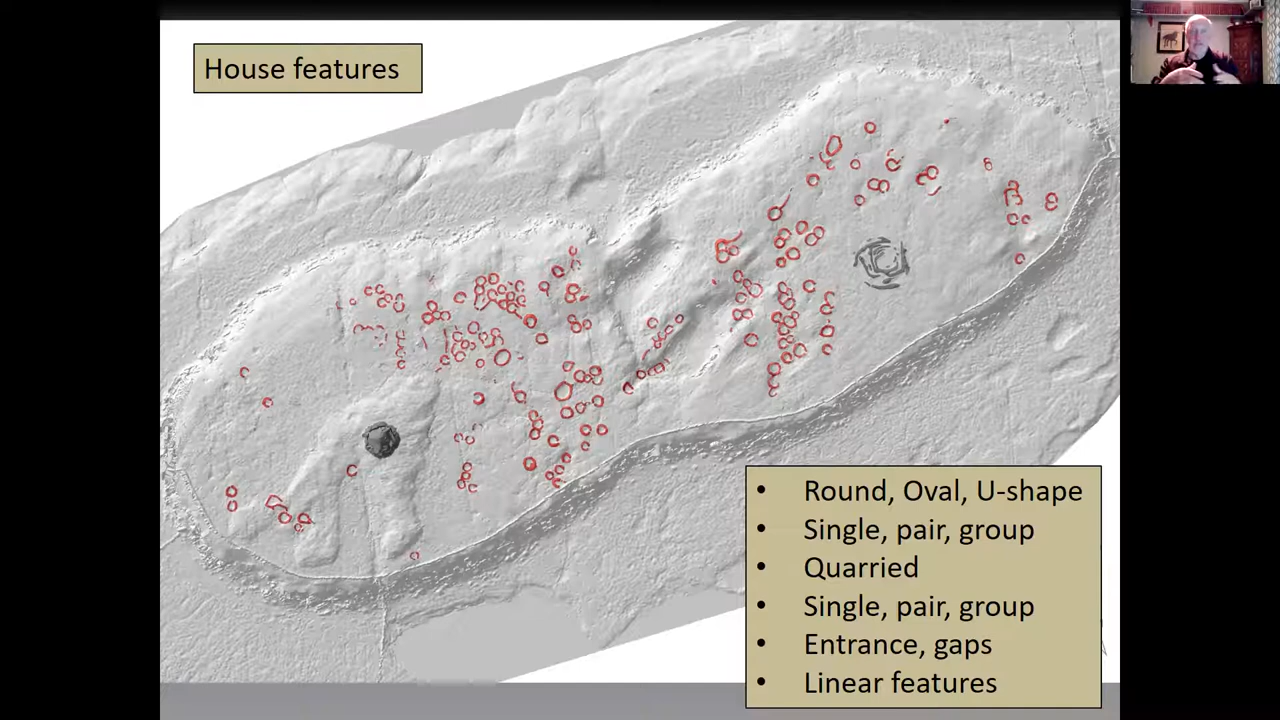 House features
• Round, Oval, U-shape
• Single, pair, group
• Quarried
• Single, pair, group
• Entrance, gaps
• Linear features